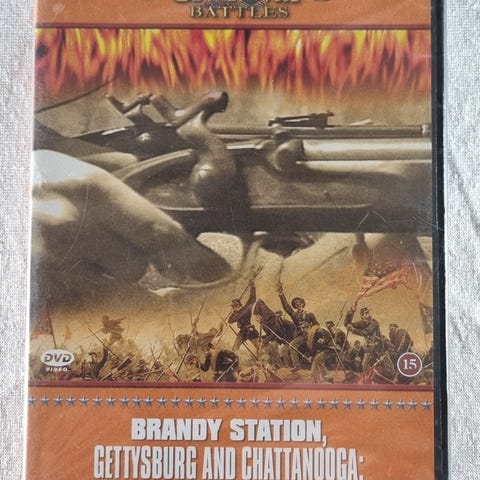 BATTLES
DVD
VIDEO
15
BRANDY STATION,
GETTYSBURG AND CHATTANOOGA: